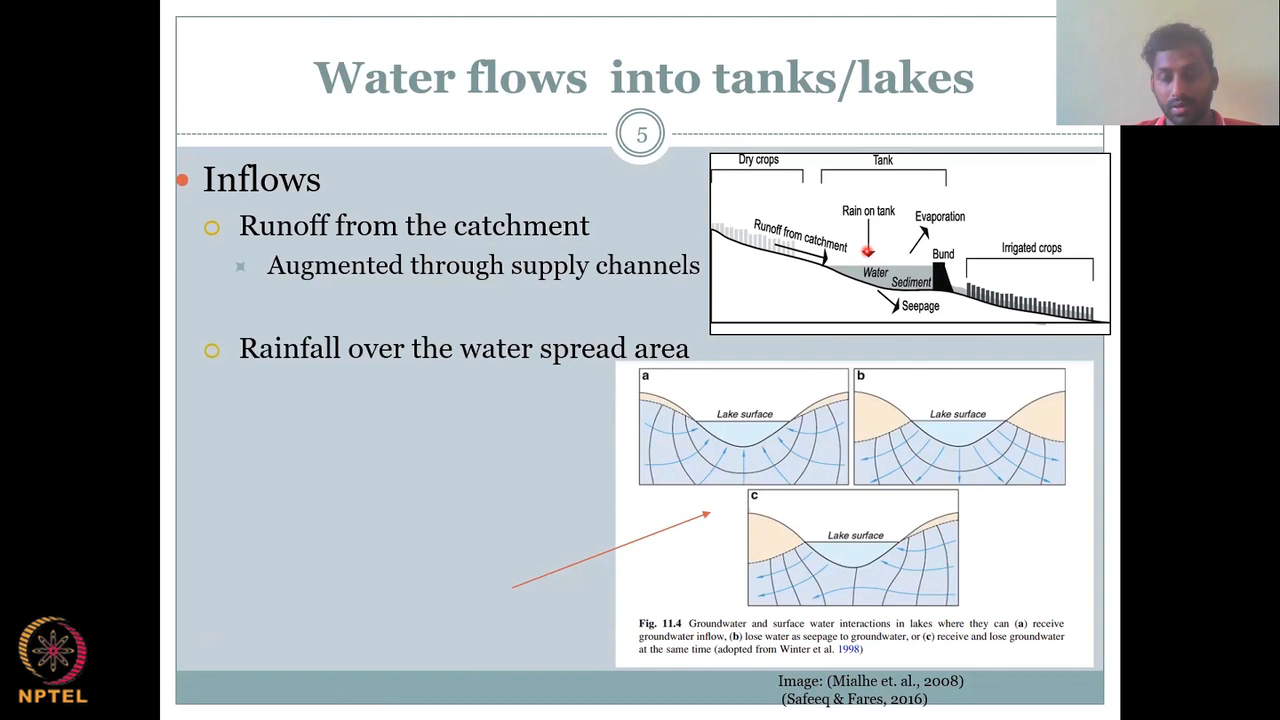 Water flows into tanks/lakes
5
Inflows
Runoff from the catchment
Augmented through supply channels
Rainfall over the water spread area
Dry crops
Tank
Rain on tank
Evaporation
Runoff from catchment
Bund
Irrigated crops
Water
Sediment
Seepage
a
Lake surface
b
Lake surface
c
Lake surface
Fig. 11.4 Groundwater and surface water interactions in lakes where they can (a) receive
groundwater inflow, (b) lose water as seepage to groundwater, or (c) receive and lose groundwater
at the same time (adopted from Winter et al. 1998)
Image: (Mialhe et. al., 2008)
(Safeeq & Fares, 2016)
NPTEL